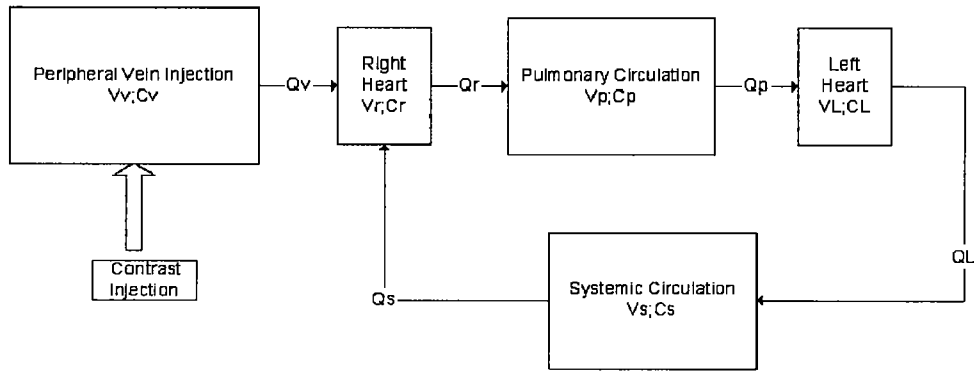 Peripheral Vein Injection
Vv;Cv
Qv
Right
Heart
Vr;Cr
Qr
Pulmonary Circulation
Vp;Cp
Qp
Left
Heart
VL;CL
QL
Contrast
Injection
Qs
Systemic Circulation
Vs;Cs